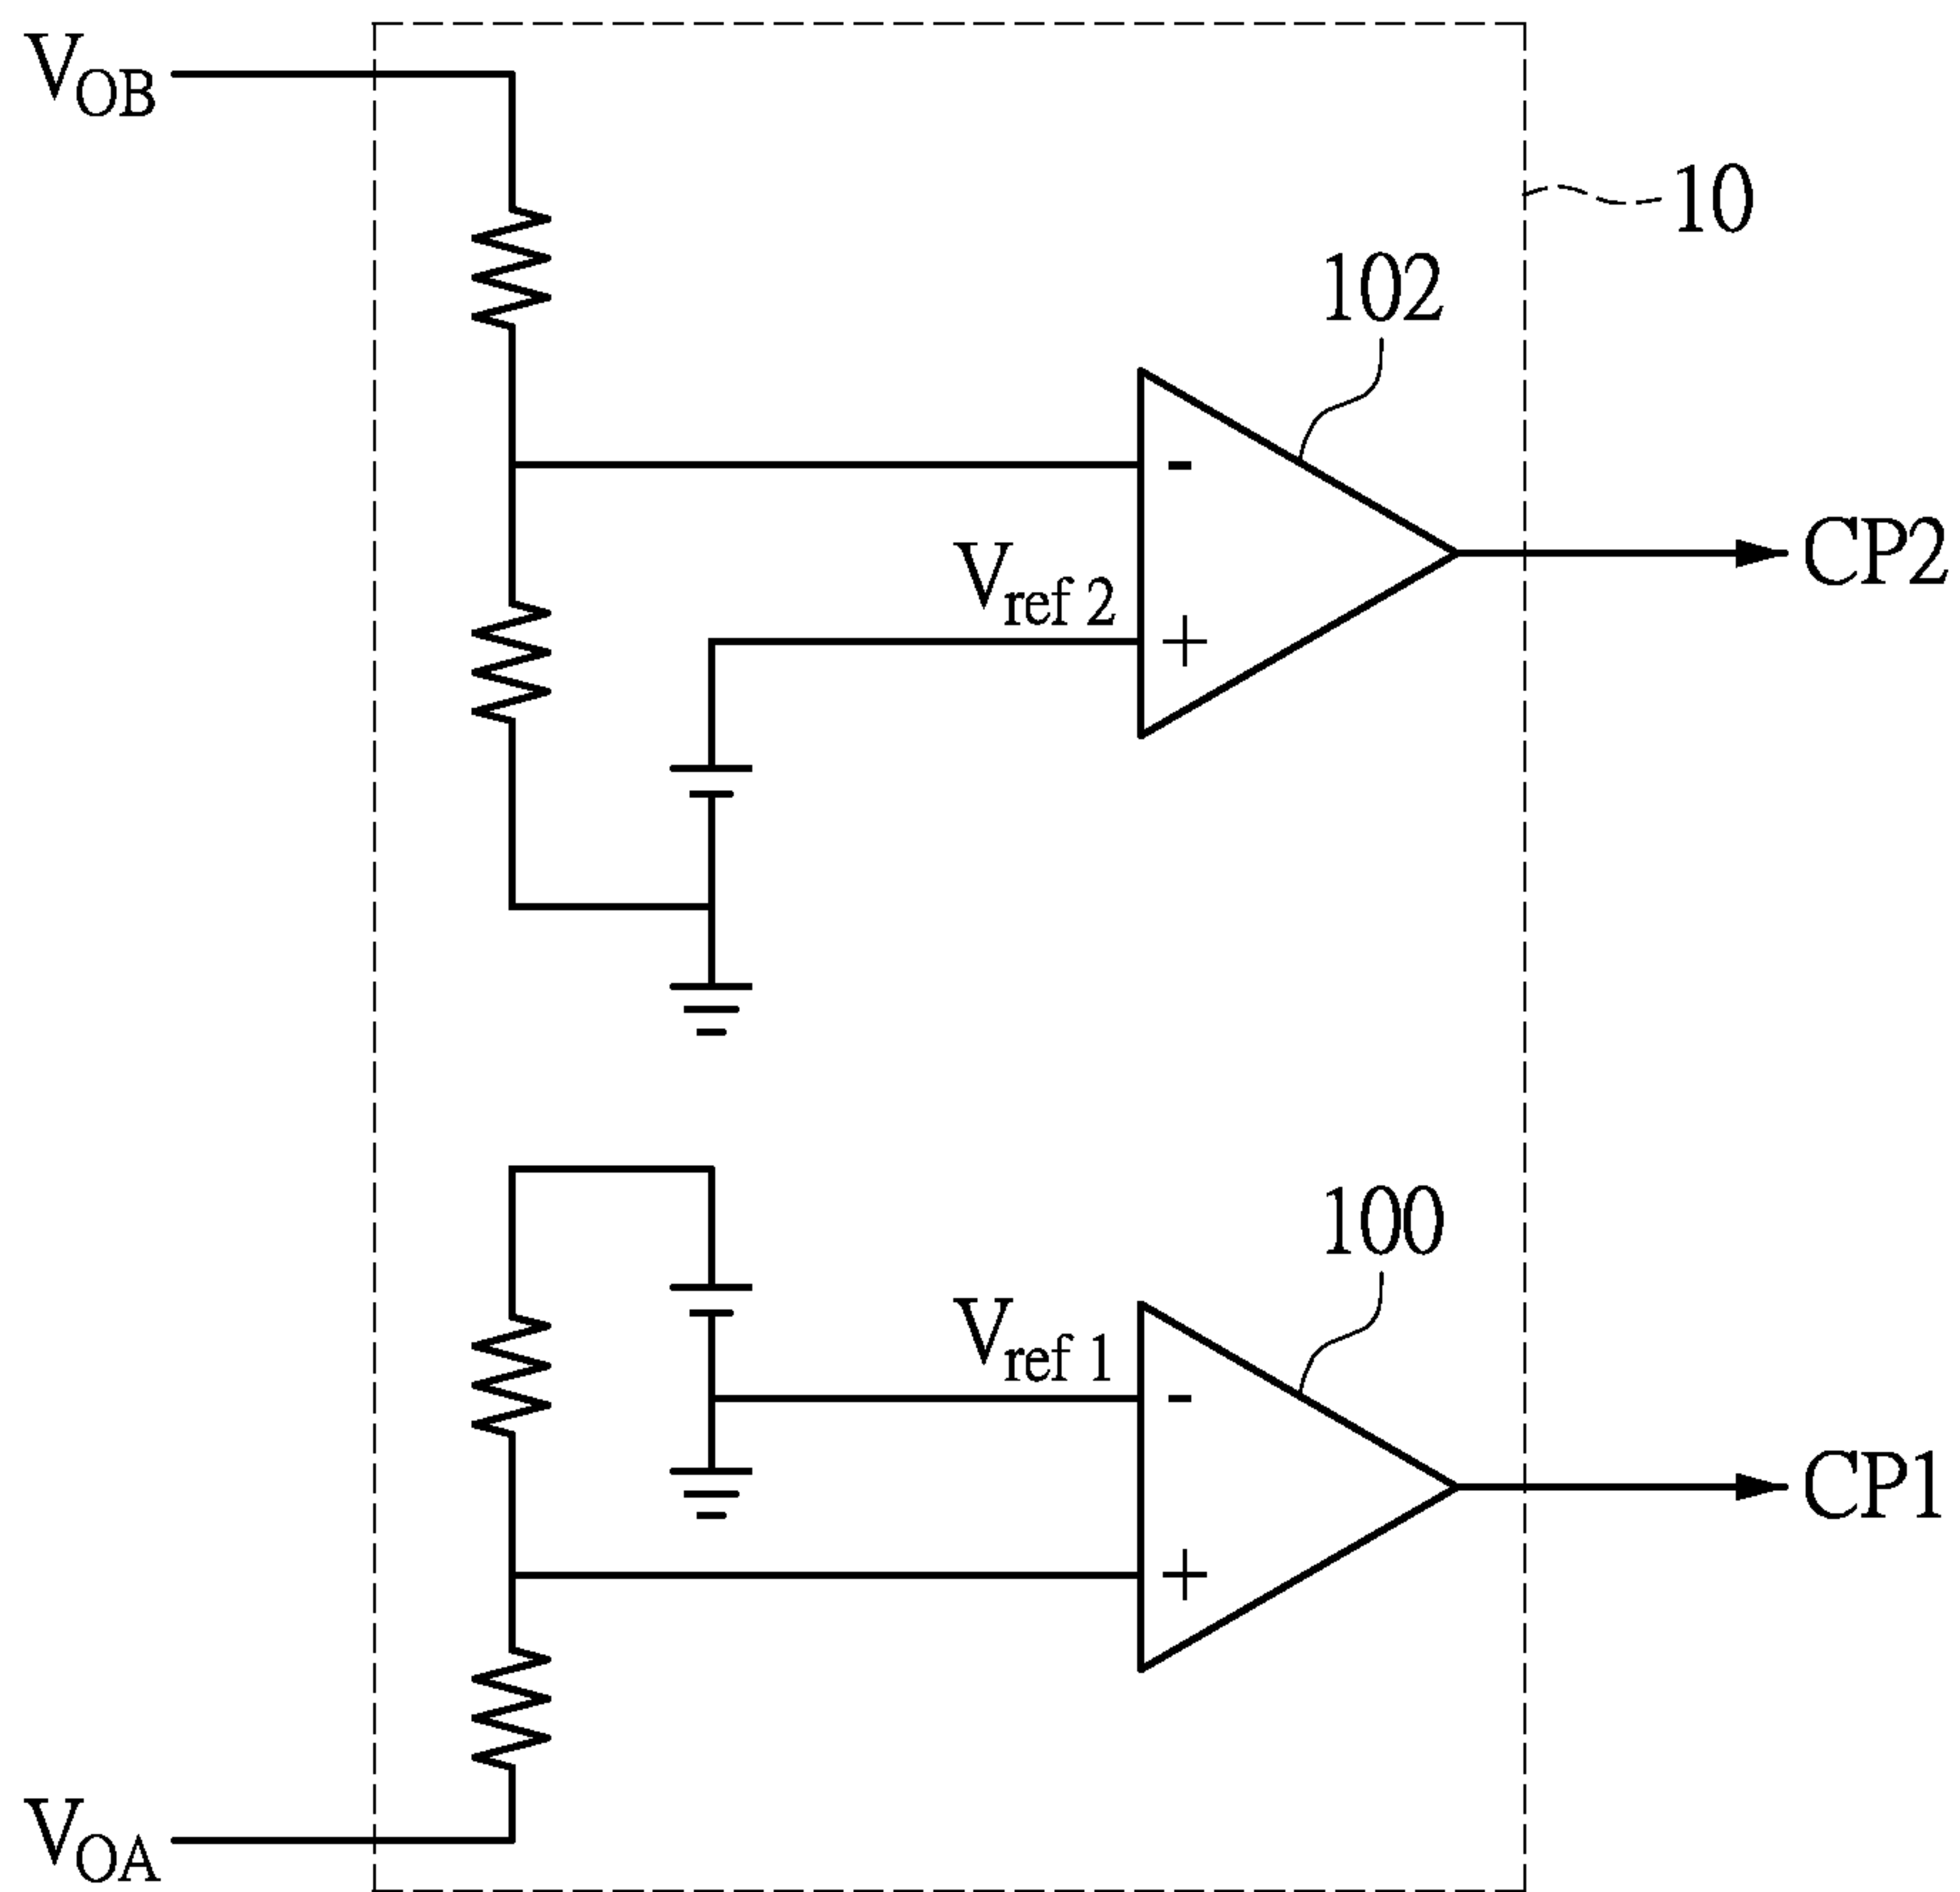 VOB
10
102
-
Vref 2
+
CP2
100
Vref 1
-
+
CP1
VOA